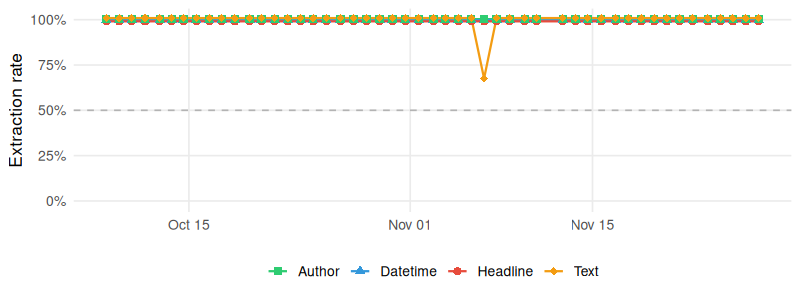 Extraction rate
100%
75%
50%
25%
0%
Oct 15 Nov 01 Nov 15
Author Datetime Headline Text